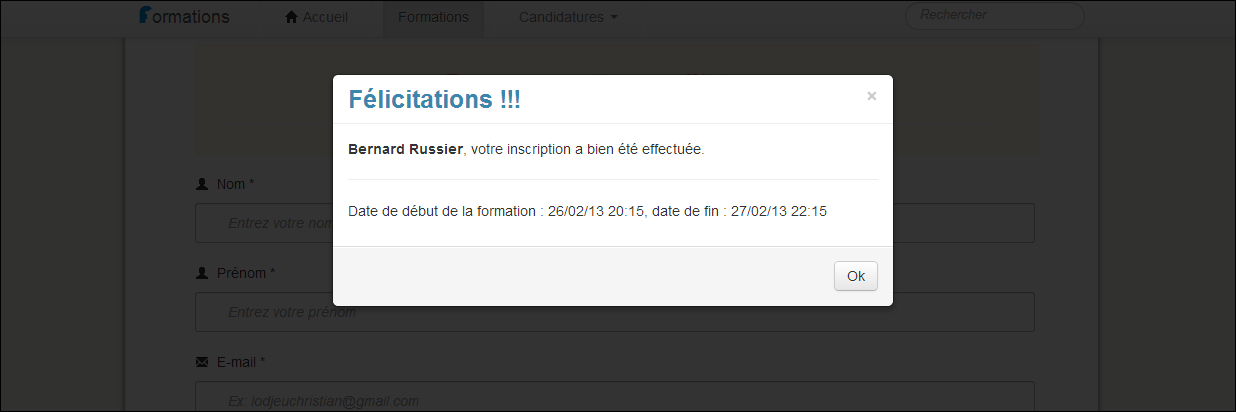 Formations Accueil Formations Candidatures Rechercher
Félicitations !!! ×
Bernard Russier, votre inscription a bien été effectuée.
Nom *
Entrez votre nom
Date de début de la formation : 26/02/13 20:15, date de fin : 27/02/13 22:15
Prénom *
Ok
Entrez votre prénom
E-mail *
Ex. lodjeuchristian@gmail.com